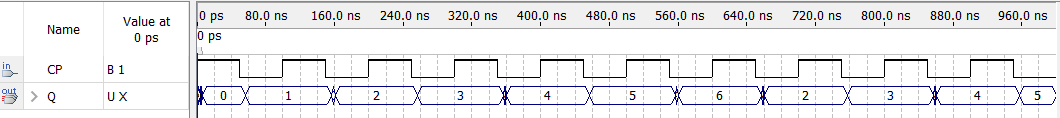 Name
Value at
0 ps
0 ps 80.0 ns 160.0 ns 240.0 ns 320.0 ns 400.0 ns 480.0 ns 560.0 ns 640.0 ns 720.0 ns 800.0 ns 880.0 ns 960.0 ns
0 ps
in CP B 1
out Q U X 0 1 2 3 4 5 6 2 3 4 5